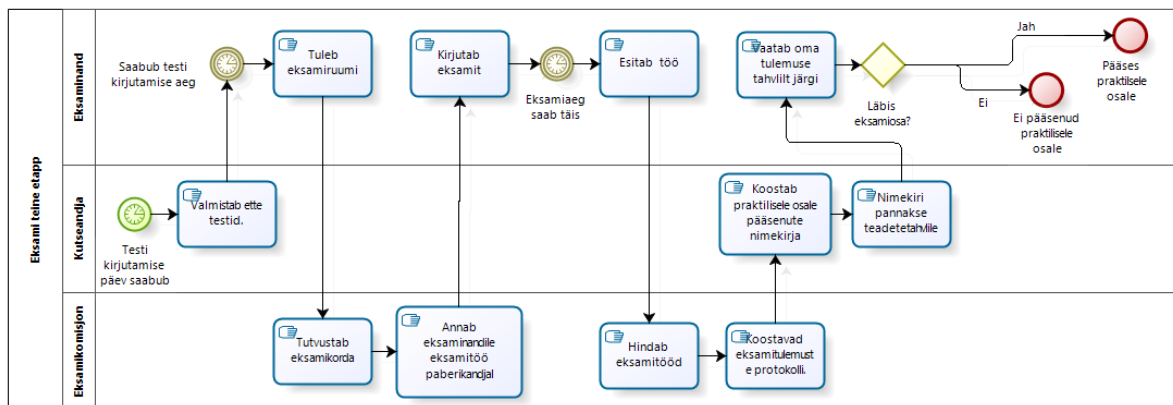 Eksami teine etapp
Eksaminand
Saabub testi
kirjutamise aeg
Tuleb
eksamiruumi
Kirjutab
eksamit
Eksamiaeg
saab täis
Esitab töö
Vaatab oma
tulemuse
tahvlilt järgi
Läbis
eksamiosa?
Jah
Ei
Pääses
praktilisele
osale
Ei pääsenud
praktilisele
osale
Kutseandja
Testi
kirjutamise
päev saabub
Valmistab ette
testid.
Koostab
praktilisele osale
pääsenute
nimekirja
Nimekiri
pannakse
teadetetahvlile
Eksamikomisjon
Tutvustab
eksamikorda
Annab
eksaminandile
eksamitöö
paberikandjal
Hindab
eksamitööd
Koostavad
eksamitulemust
e protokolli.